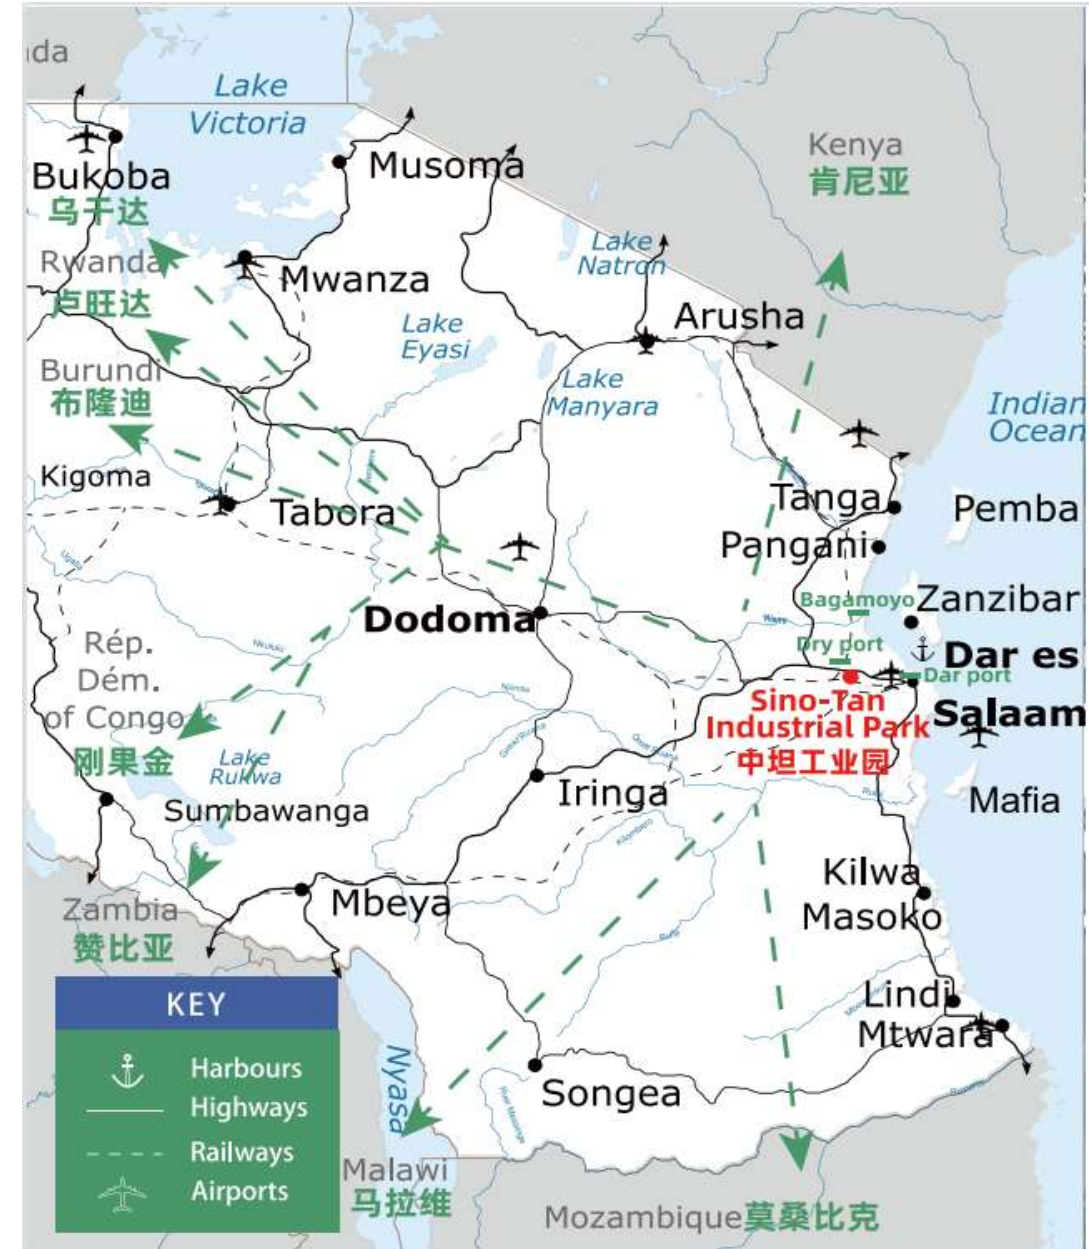 Lake
Victoria
Kenya
肯尼亚
Musoma
Bukoba
乌干达
Rwanda
卢旺达
Mwanza
Lake
Natron
Arusha
Lake
Eyasi
Lake
Manyara
Burundi
布隆迪
Indian
Ocean
Kigoma
Tabora
Tanga
Pemba
Pangani
Bagamoyo
Zanzibar
Dodoma
Dry port
Dar es
Salaam
Dar port
Rép.
Dém.
of Congo
刚果金
Sino-Tan
Industrial Park
中坦工业园
Lake
Rukwa
Sumbawanga
Iringa
Mafia
Kilwa
Masoko
Mbeya
Zambia
赞比亚
Lindi
Mtwara
KEY
Harbours
Highways
Railways
Airports
Nyasa
Songea
Malawi
马拉维
Mozambique莫桑比克